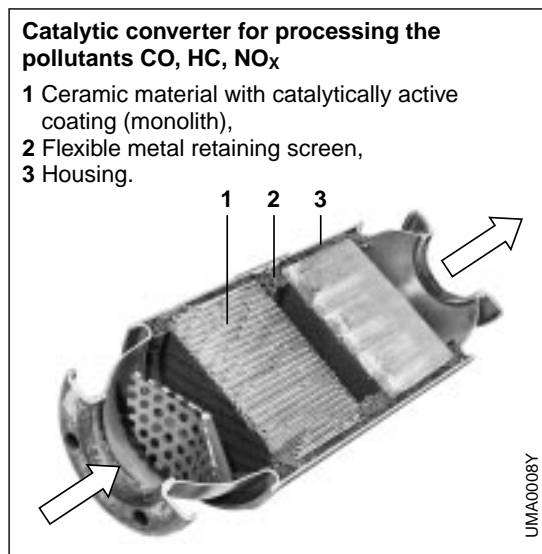 Catalytic converter for processing the
pollutants CO, HC, NOX
1 Ceramic material with catalytically active
coating (monolith),
2 Flexible metal retaining screen,
3 Housing.
1 2 3
UMA0008Y